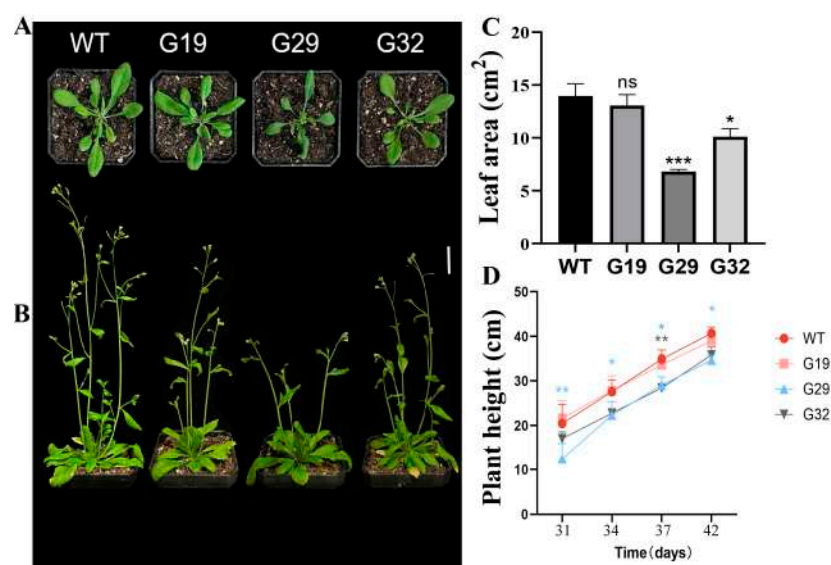 A
WT G19 G29 G32
B
C
Leaf area (cm²)
20
15
10
5
0
ns
***
*
WT G19 G29 G32
D
Plant height (cm)
50
40
30
20
10
0
** * * *
**
31 34 37 42
Time(days)
WT
G19
G29
G32